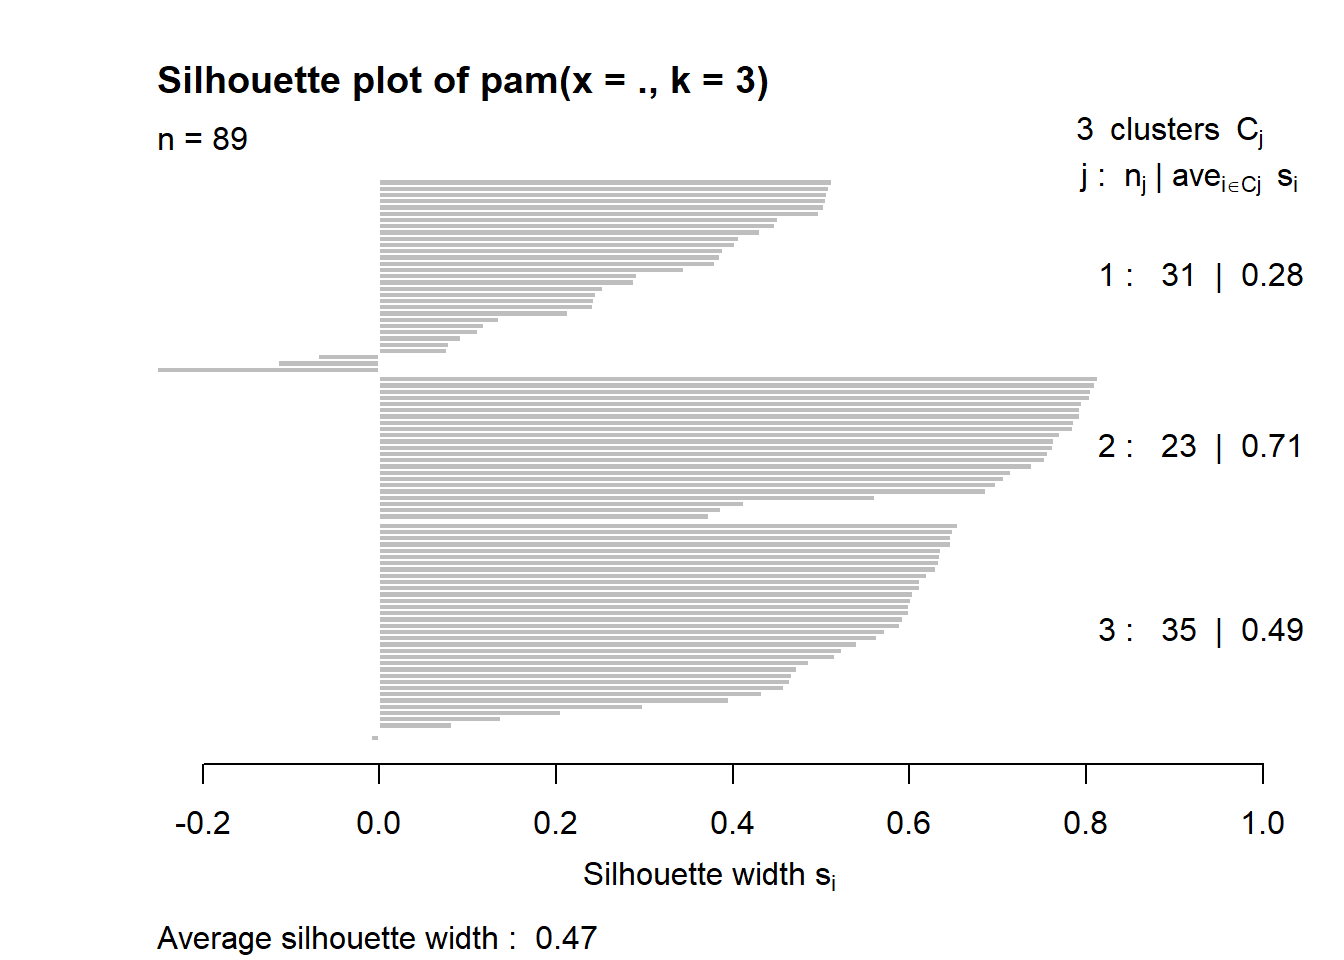 Silhouette plot of pam(x = ., k = 3)
n = 89
3 clusters Cj
j : nj | avei∈Cj si
1 : 31 | 0.28
2 : 23 | 0.71
3 : 35 | 0.49
-0.2 0.0 0.2 0.4 0.6 0.8 1.0
Silhouette width si
Average silhouette width : 0.47